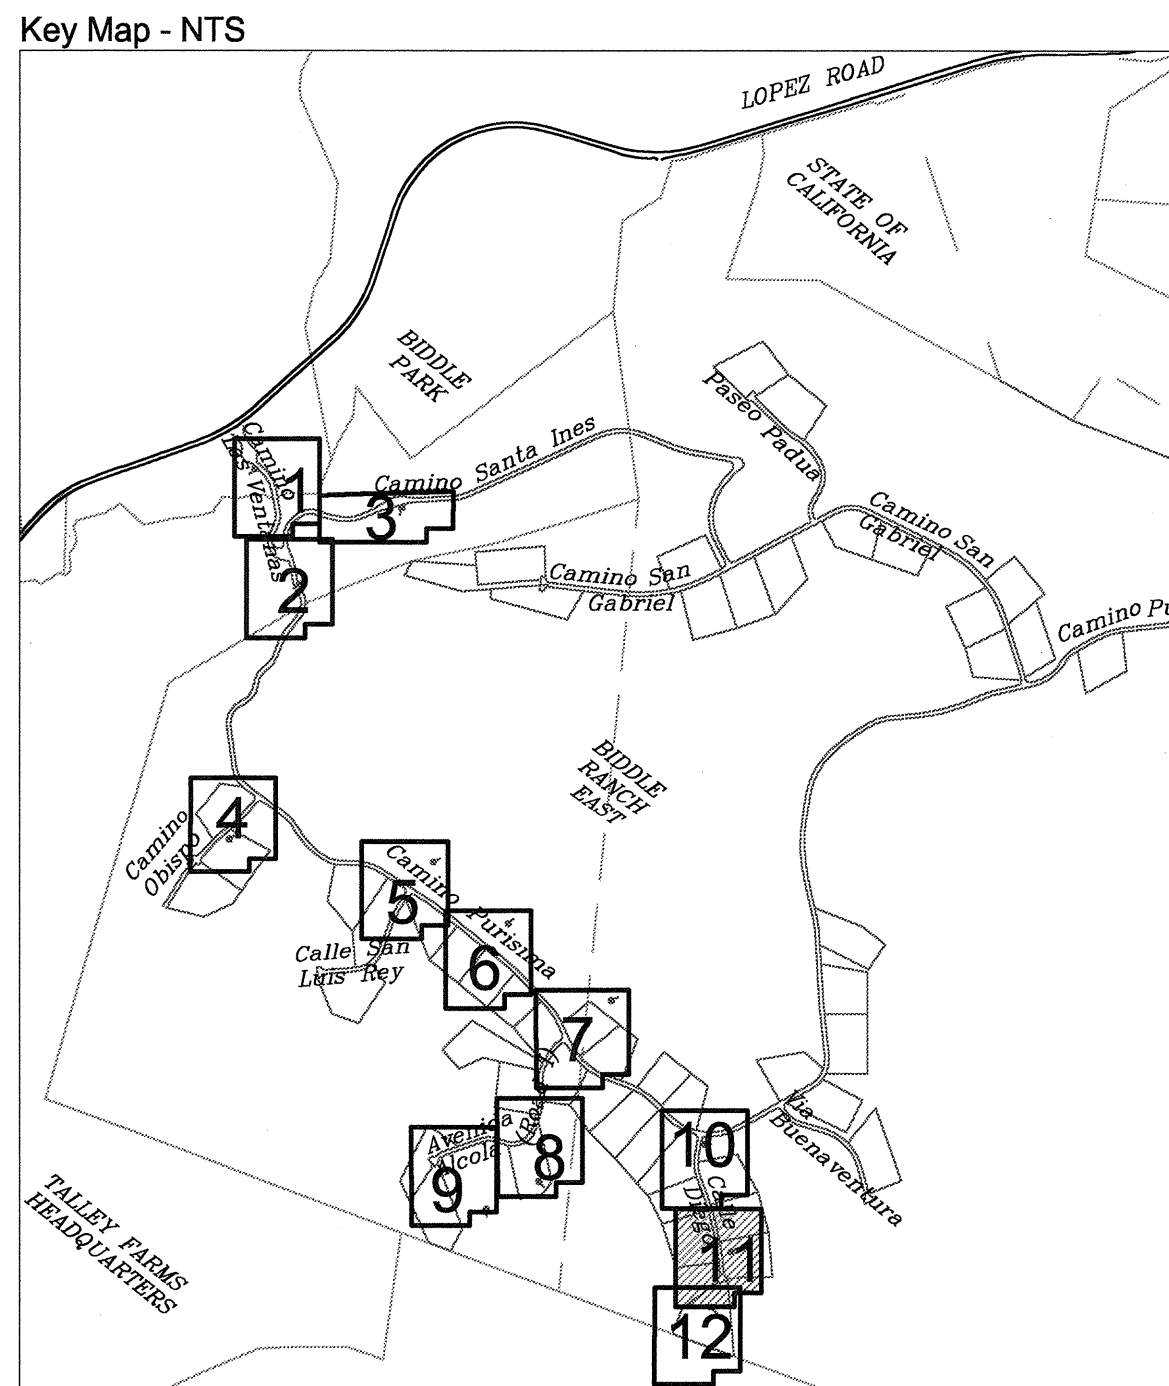 Key Map - NTS
LOPEZ ROAD
STATE OF
CALIFORNIA
BIDDLE
PARK
Paseo Padua
Camino
Las Ventanas
1
Camino Santa Ines
3
2
Camino San
Gabriel
Camino San
Gabriel
Camino Pu
BIDDLE
RANCH
EAST
4
Camino
Obispo
5
Camino Purisima
Calle San
Luis Rey
6
7
8
Avenida
Alcola
9
10
Via
Buenaventura
Calle
Diego
11
12
TALLEY FARMS
HEADQUARTERS